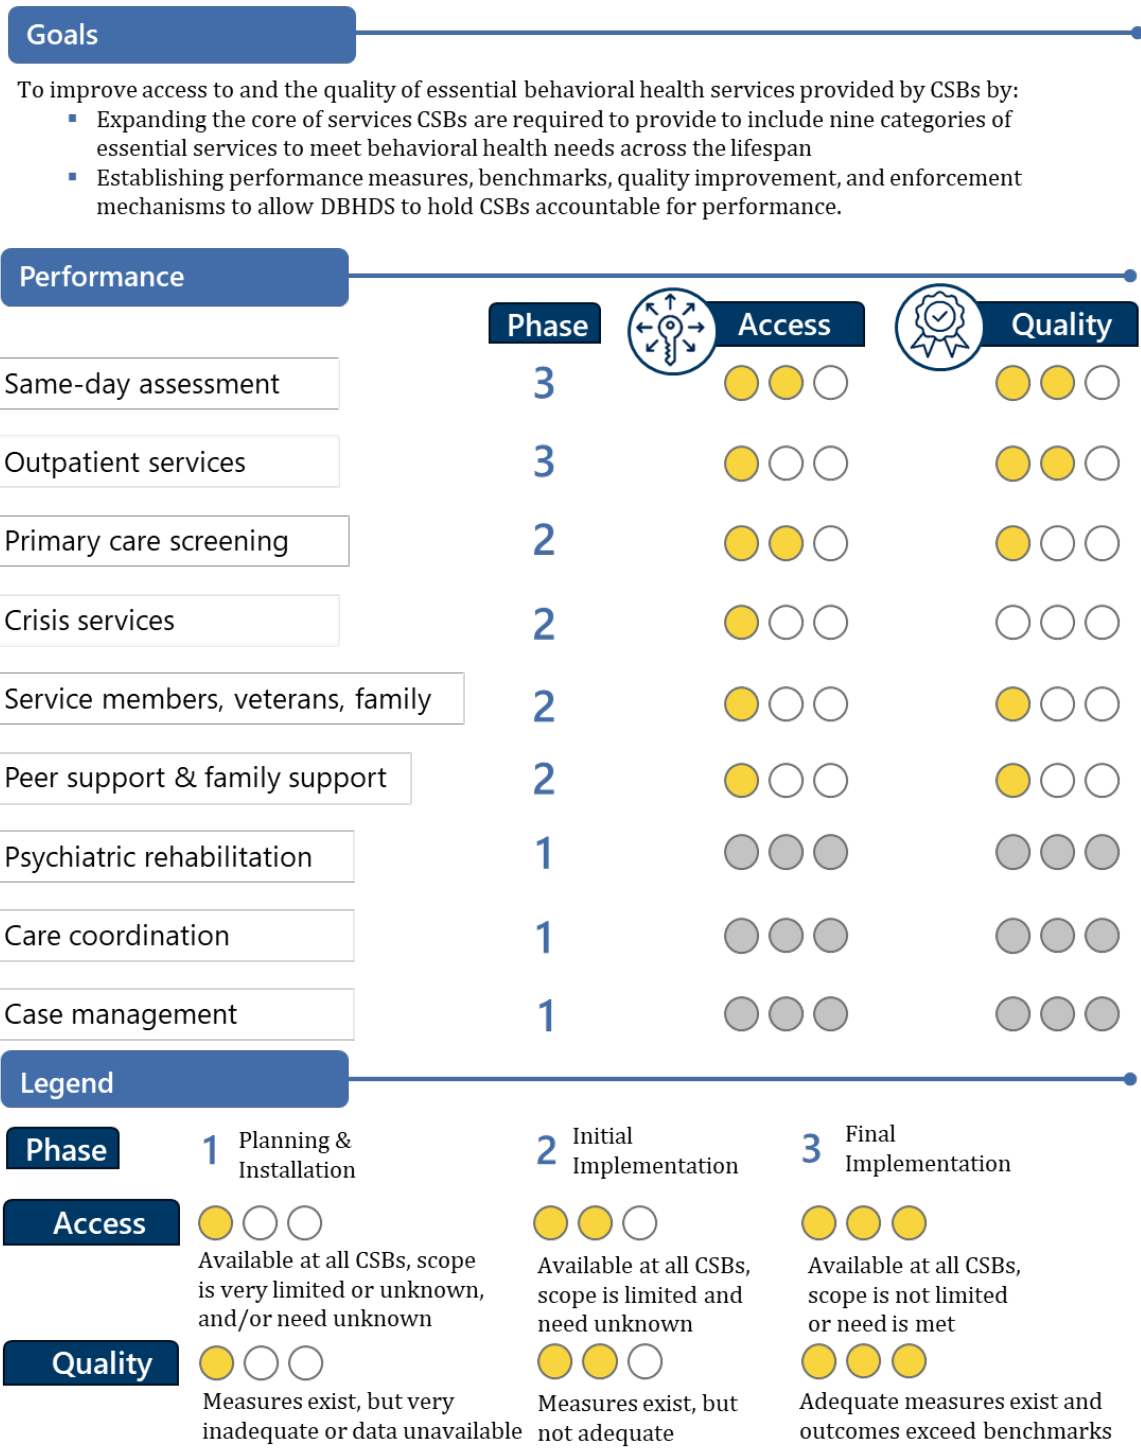 Goals
To improve access to and the quality of essential behavioral health services provided by CSBs by:
▪ Expanding the core of services CSBs are required to provide to include nine categories of
essential services to meet behavioral health needs across the lifespan
▪ Establishing performance measures, benchmarks, quality improvement, and enforcement
mechanisms to allow DBHDS to hold CSBs accountable for performance.
Performance
Phase Access Quality
Same-day assessment 3
Outpatient services 3
Primary care screening 2
Crisis services 2
Service members, veterans, family 2
Peer support & family support 2
Psychiatric rehabilitation 1
Care coordination 1
Case management 1
Legend
Phase
1 Planning &
Installation
2 Initial
Implementation
3 Final
Implementation
Access
Available at all CSBs, scope
is very limited or unknown,
and/or need unknown
Available at all CSBs,
scope is limited and
need unknown
Available at all CSBs,
scope is not limited
or need is met
Quality
Measures exist, but very
inadequate or data unavailable
Measures exist, but
not adequate
Adequate measures exist and
outcomes exceed benchmarks